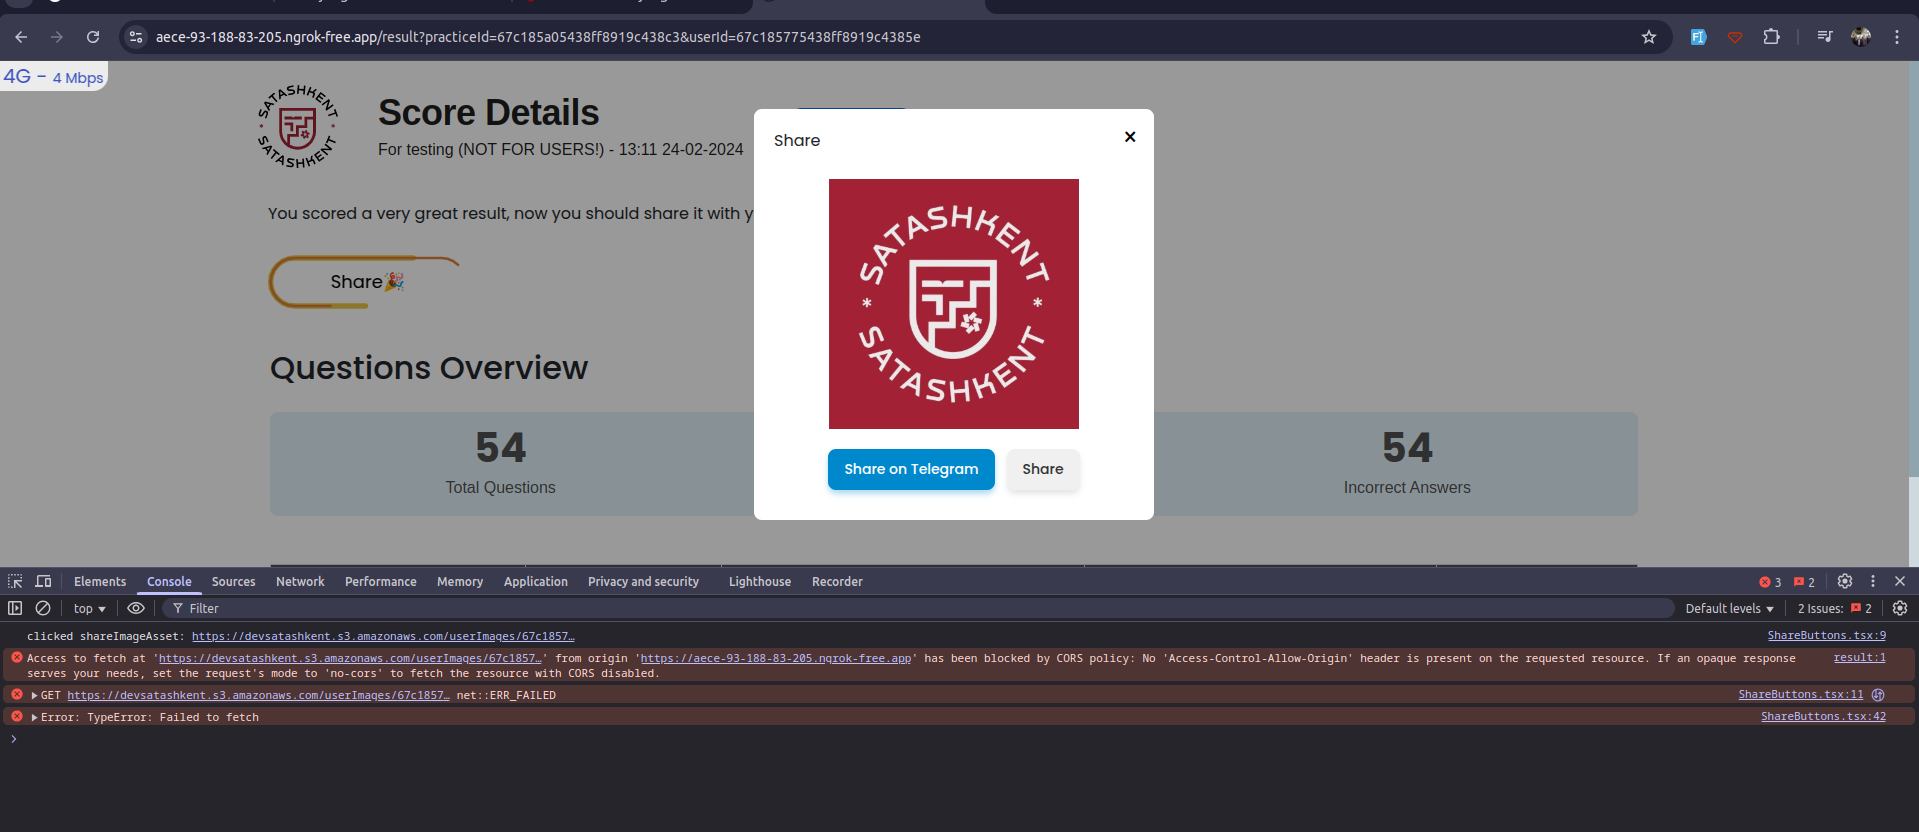 aece-93-188-83-205.ngrok-free.app/result?practiceId=67c185a05438ff8919c438c3&userId=67c185775438ff8919c4385e
4G - 4 Mbps
SATASHKENT
SATASHKENT
Score Details
For testing (NOT FOR USERS!) - 13:11 24-02-2024
You scored a very great result, now you should share it with y
Share🎉
Questions Overview
54
Total Questions
54
Incorrect Answers
Share
×
* SATASHKENT *
SATASHKENT
Share on Telegram
Share
Elements Console Sources Network Performance Memory Application Privacy and security Lighthouse Recorder 3 2
top Filter Default levels 2 Issues: 2
clicked shareImageAsset: https://devsatashkent.s3.amazonaws.com/userImages/67c1857… ShareButtons.tsx:9
Access to fetch at 'https://devsatashkent.s3.amazonaws.com/userImages/67c1857…' from origin 'https://aece-93-188-83-205.ngrok-free.app' has been blocked by CORS policy: No 'Access-Control-Allow-Origin' header is present on the requested resource. If an opaque response result:1
serves your needs, set the request's mode to 'no-cors' to fetch the resource with CORS disabled.
GET https://devsatashkent.s3.amazonaws.com/userImages/67c1857… net::ERR_FAILED ShareButtons.tsx:11
Error: TypeError: Failed to fetch ShareButtons.tsx:42